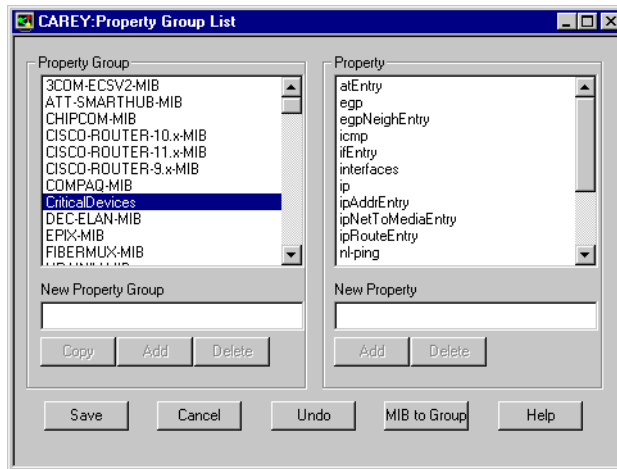 CAREY:Property Group List
Property Group
3COM-ECSV2-MIB
ATT-SMARTHUB-MIB
CHIPCOM-MIB
CISCO-ROUTER-10.x-MIB
CISCO-ROUTER-11.x-MIB
CISCO-ROUTER-9.x-MIB
COMPAQ-MIB
CriticalDevices
DEC-ELAN-MIB
EPIX-MIB
FIBERMUX-MIB
New Property Group
Copy Add Delete
Property
atEntry
egp
egpNeighEntry
icmp
ifEntry
interfaces
ip
ipAddrEntry
ipNetToMediaEntry
ipRouteEntry
nl-ping
New Property
Add Delete
Save Cancel Undo MIB to Group Help